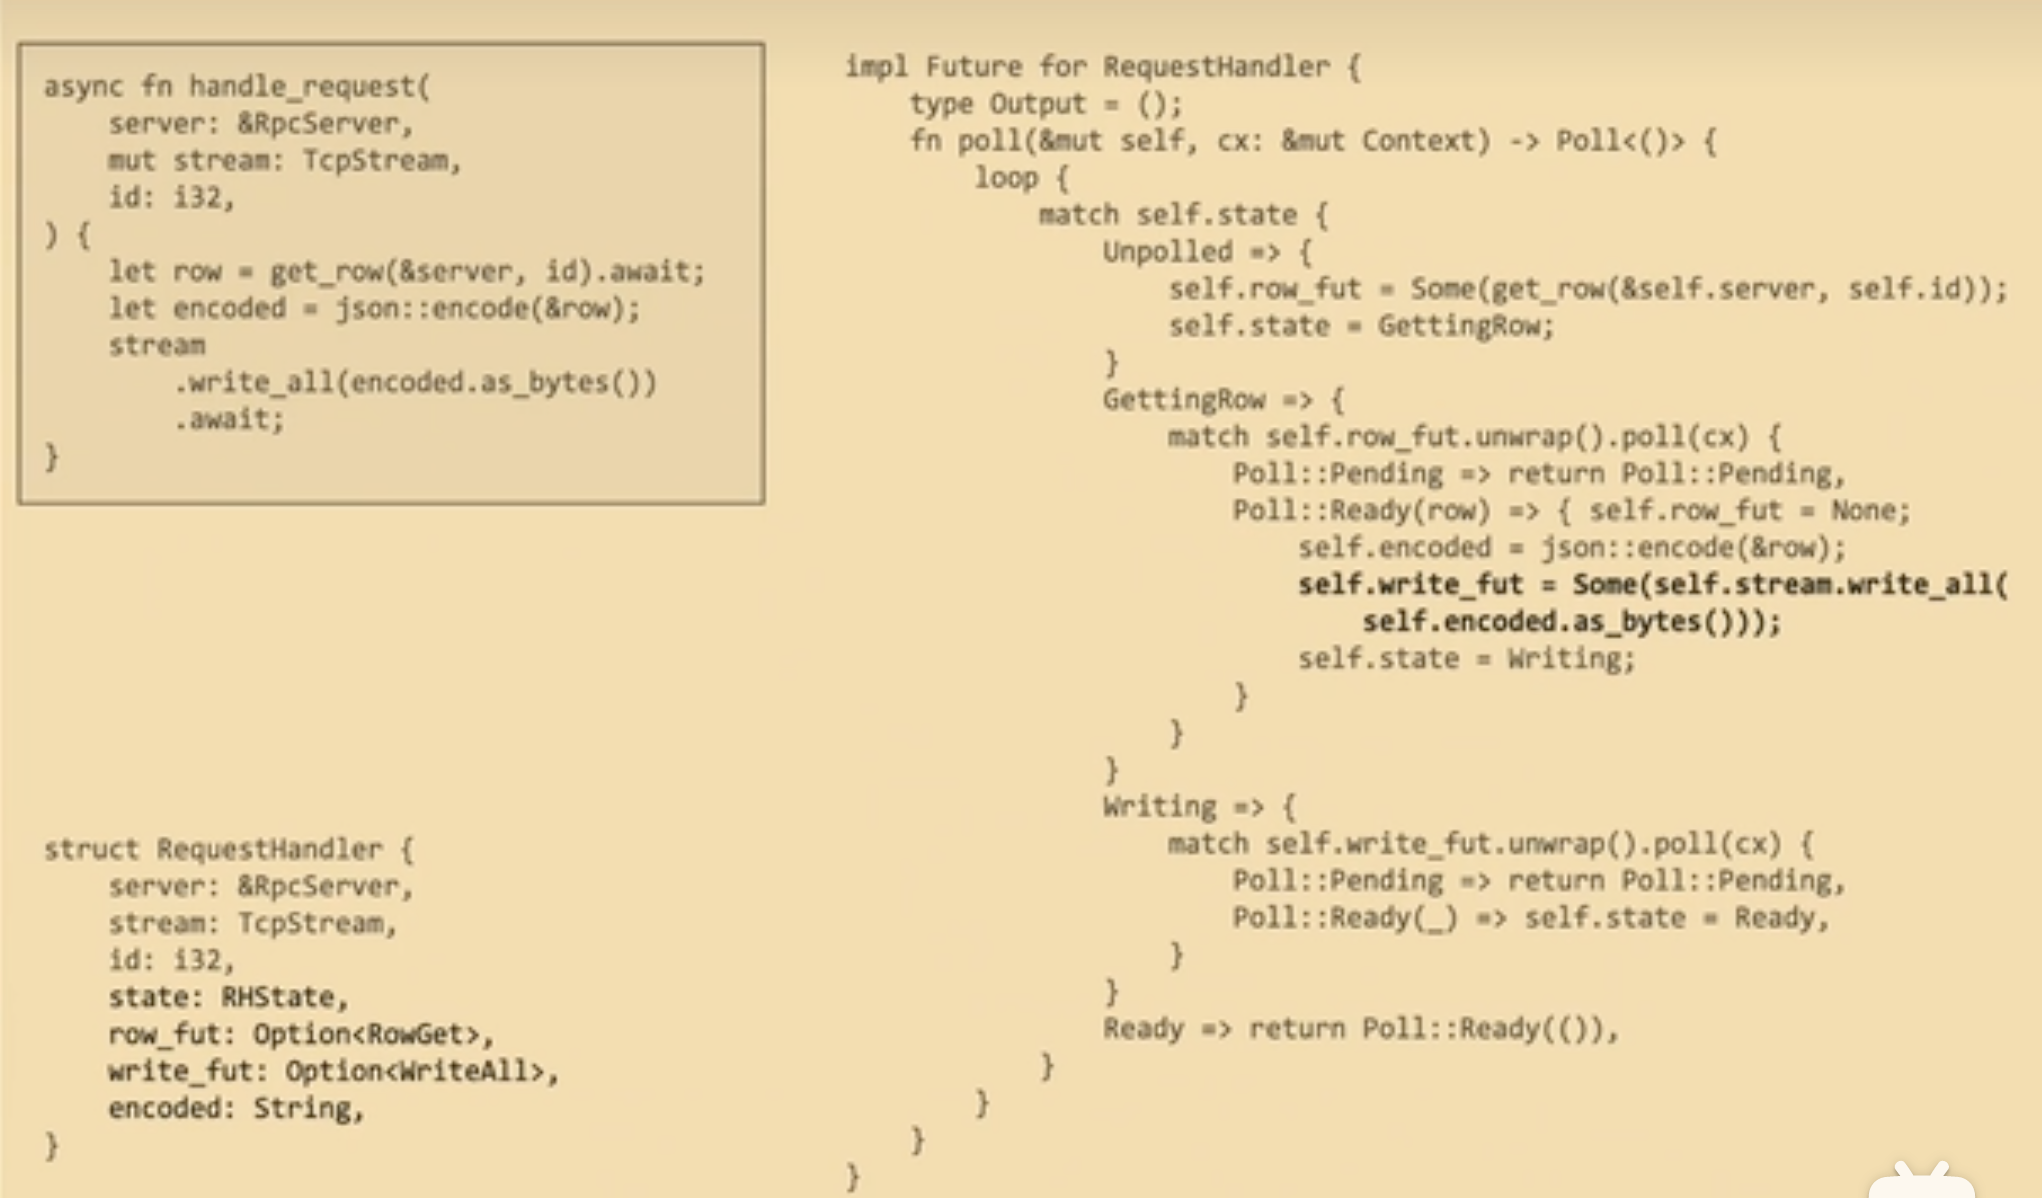 async fn handle_request(
    server: &RpcServer,
    mut stream: TcpStream,
    id: i32,
) {
    let row = get_row(&server, id).await;
    let encoded = json::encode(&row);
    stream
        .write_all(encoded.as_bytes())
        .await;
}
struct RequestHandler {
    server: &RpcServer,
    stream: TcpStream,
    id: i32,
    state: RHState,
    row_fut: Option<RowGet>,
    write_fut: Option<WriteAll>,
    encoded: String,
}
impl Future for RequestHandler {
    type Output = ();
    fn poll(&mut self, cx: &mut Context) -> Poll<()> {
        loop {
            match self.state {
                Unpolled => {
                    self.row_fut = Some(get_row(&self.server, self.id));
                    self.state = GettingRow;
                }
                GettingRow => {
                    match self.row_fut.unwrap().poll(cx) {
                        Poll::Pending => return Poll::Pending,
                        Poll::Ready(row) => { self.row_fut = None;
                            self.encoded = json::encode(&row);
                            self.write_fut = Some(self.stream.write_all(
                                self.encoded.as_bytes()));
                            self.state = Writing;
                        }
                    }
                }
                Writing => {
                    match self.write_fut.unwrap().poll(cx) {
                        Poll::Pending => return Poll::Pending,
                        Poll::Ready(_) => self.state = Ready,
                    }
                }
                Ready => return Poll::Ready(()),
            }
        }
    }
}